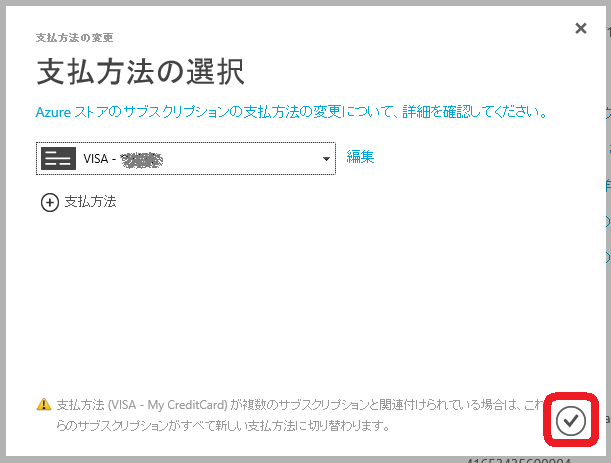 支払方法の変更
支払方法の選択
Azure ストアのサブスクリプションの支払方法の変更について、詳細を確認してください。
VISA -
編集
支払方法
支払方法 (VISA - My CreditCard) が複数のサブスクリプションと関連付けられている場合は、これ
らのサブスクリプションがすべて新しい支払方法に切り替わります。